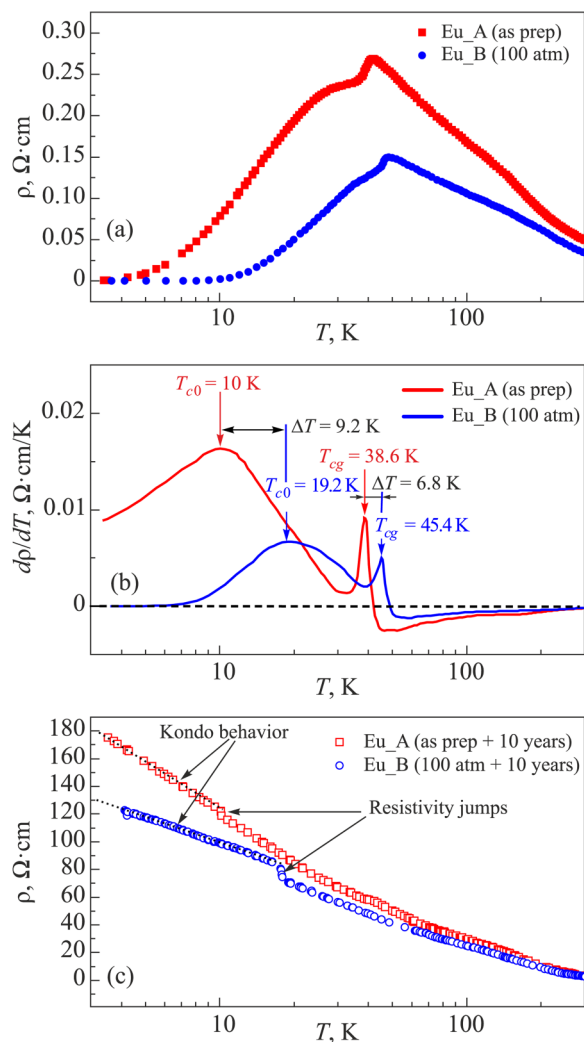 0.30
0.25
0.20
0.15
0.10
0.05
0
ρ, Ω·cm
Eu_A (as prep)
Eu_B (100 atm)
(a)
10
100
T, K
0.02
0.01
0
dρ/dT, Ω·cm/K
T_c0 = 10 K
Eu_A (as prep)
Eu_B (100 atm)
ΔT = 9.2 K
T_cg = 38.6 K
T_c0 = 19.2 K
ΔT = 6.8 K
T_cg = 45.4 K
(b)
10
100
T, K
180
160
140
120
100
80
60
40
20
0
ρ, Ω·cm
Kondo behavior
Eu_A (as prep + 10 years)
Eu_B (100 atm + 10 years)
Resistivity jumps
(c)
10
100
T, K